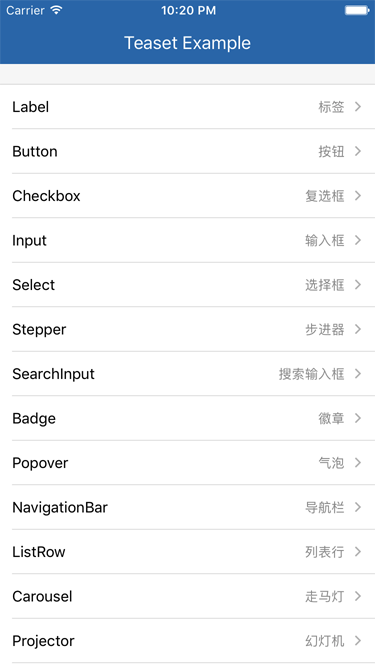 Carrier 10:20 PM
Teaset Example
Label 标签
Button 按钮
Checkbox 复选框
Input 输入框
Select 选择框
Stepper 步进器
SearchInput 搜索输入框
Badge 徽章
Popover 气泡
NavigationBar 导航栏
ListRow 列表行
Carousel 走马灯
Projector 幻灯机